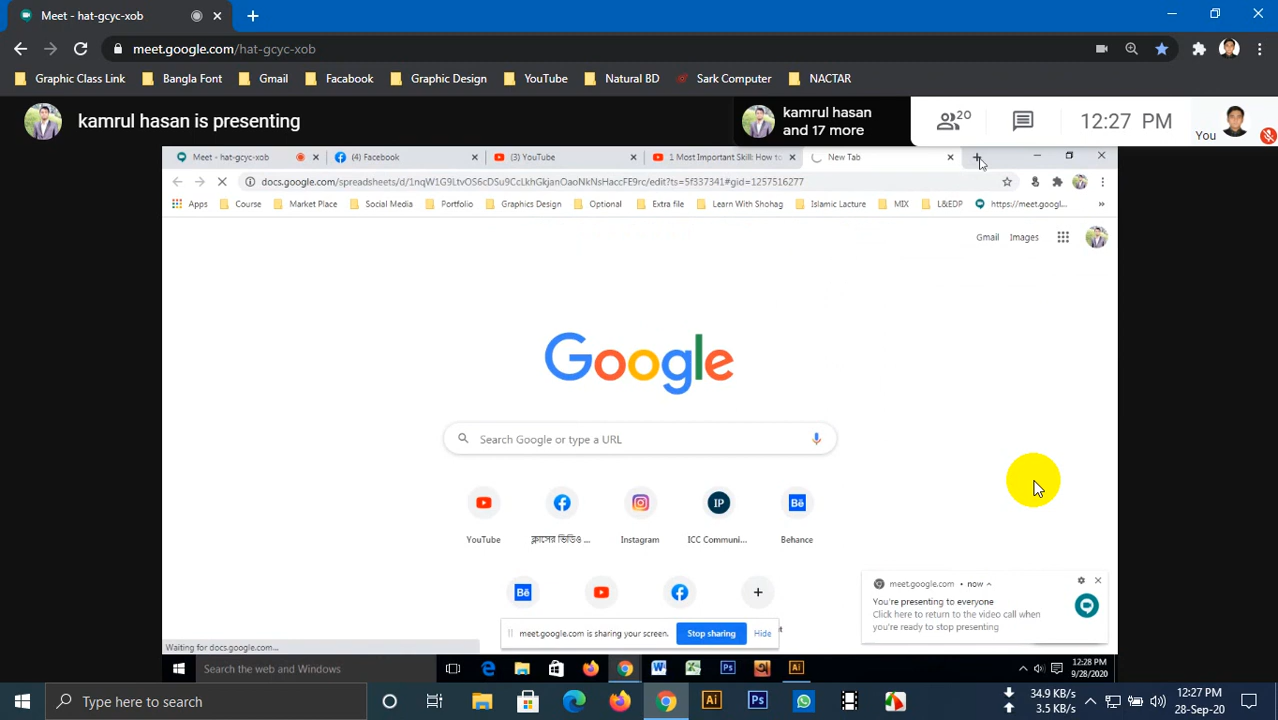 Meet - hat-gcyc-xob
meet.google.com/hat-gcyc-xob
Graphic Class Link Bangla Font Gmail Facebook Graphic Design YouTube Natural BD Sark Computer NACTAR
kamrul hasan is presenting
kamrul hasan
and 17 more
20
12:27 PM
You
Meet - hat-gcyc-xob (4) Facebook (3) YouTube 1 Most Important Skill: How to New Tab
docs.google.com/spreadsheets/d/1nqW1G9LtvOS6cDSu9CcLkhGkjanOaoNkNsHaccFE9rc/edit?ts=5f337341#gid=1257516277
Apps Course Market Place Social Media Portfolio Graphics Design Optional Extra file Learn With Shohag Islamic Lacture MIX L&EDP https://meet.googl...
Gmail Images
Google
Search Google or type a URL
IP
Bē
YouTube ক্লাসের ভিডিও ... Instagram ICC Communi... Behance
Bē
meet.google.com • now
You're presenting to everyone
Click here to return to the video call when
you're ready to stop presenting
meet.google.com is sharing your screen. Stop sharing Hide
Waiting for docs.google.com...
Search the web and Windows
Ps
Ai
12:28 PM
9/28/2020
Type here to search
Ai
Ps
34.9 KB/s
3.5 KB/s
12:27 PM
28-Sep-20